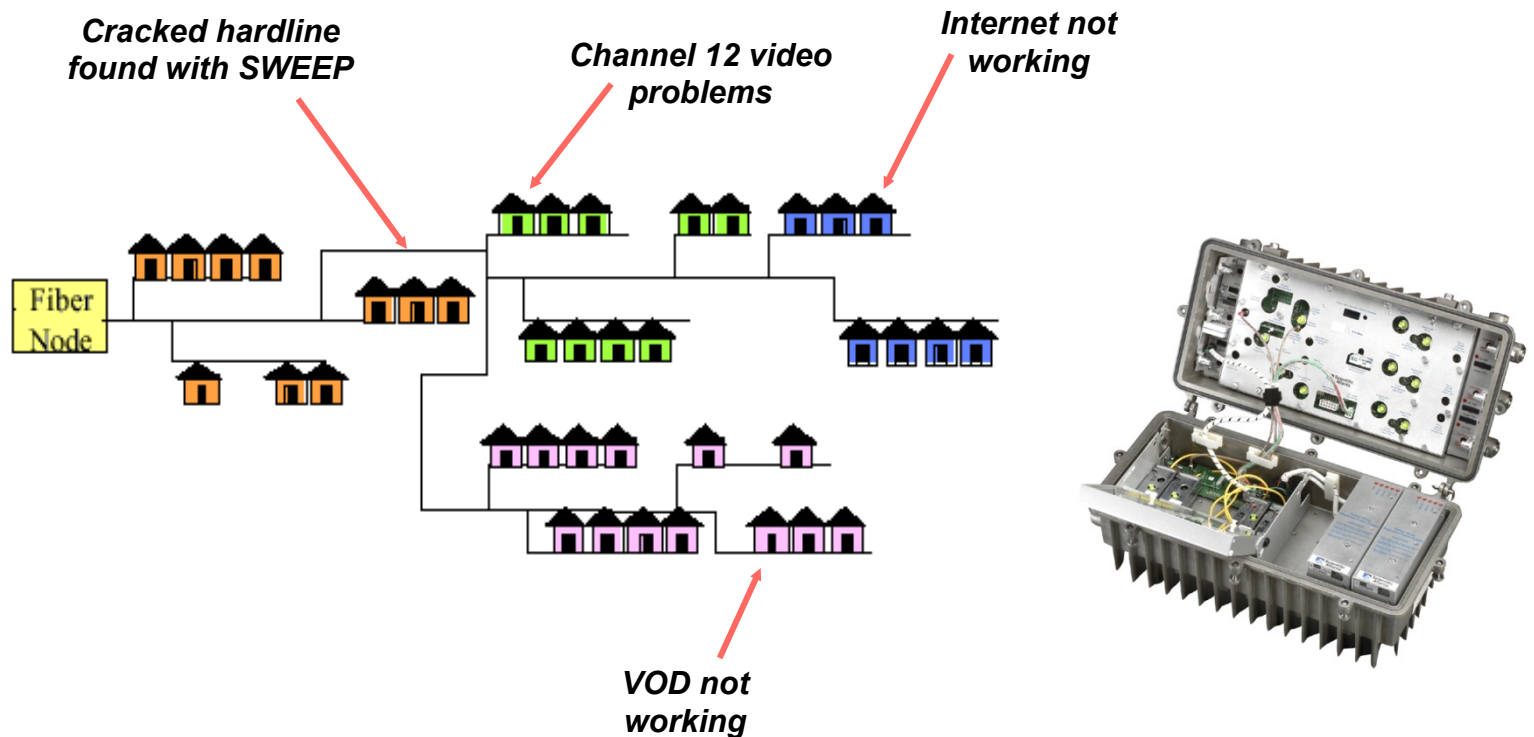 Cracked hardline
found with SWEEP
Channel 12 video
problems
Internet not
working
Fiber
Node
VOD not
working